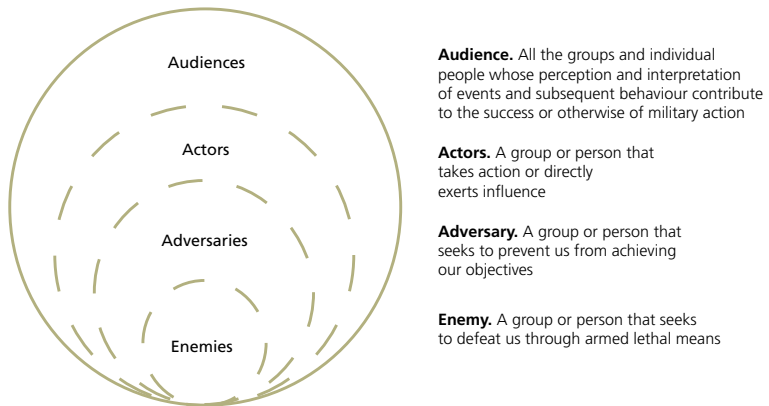 Audiences
Actors
Adversaries
Enemies
Audience. All the groups and individual
people whose perception and interpretation
of events and subsequent behaviour contribute
to the success or otherwise of military action
Actors. A group or person that
takes action or directly
exerts influence
Adversary. A group or person that
seeks to prevent us from achieving
our objectives
Enemy. A group or person that seeks
to defeat us through armed lethal means